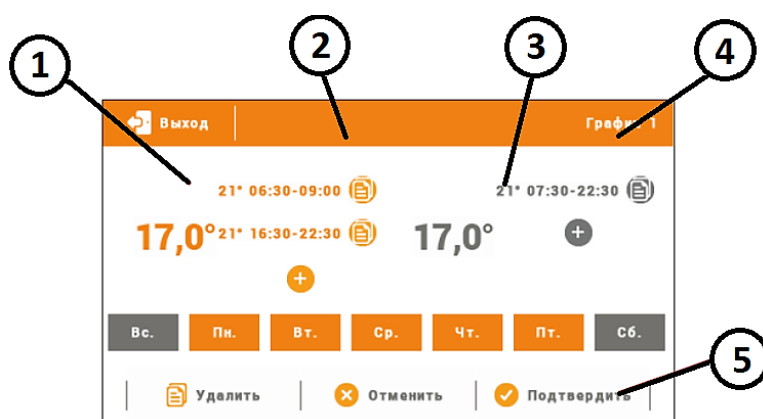 1 2 3 4
Выход График 1
21° 06:30-09:00 21° 07:30-22:30
17,0° 21° 16:30-22:30 17,0°
Вс. Пн. Вт. Ср. Чт. Пт. Сб.
5
Удалить Отменить Подтвердить